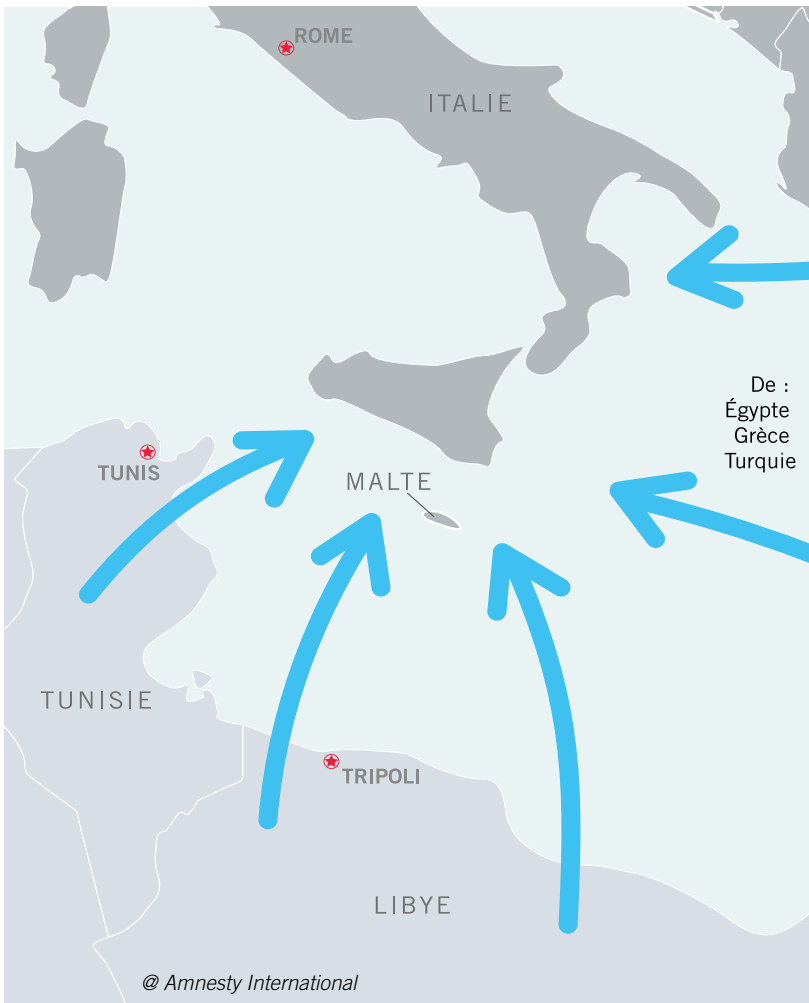 ROME
ITALIE
De :
Égypte
Grèce
Turquie
TUNIS
MALTE
TUNISIE
TRIPOLI
LIBYE
@ Amnesty International